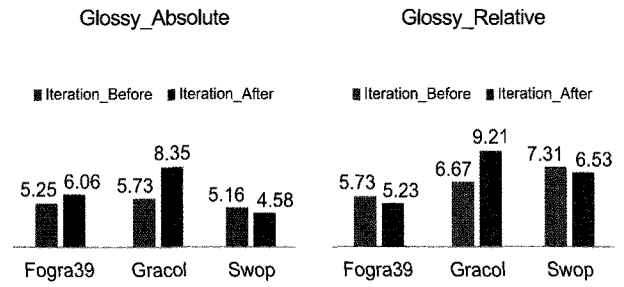 Glossy_Absolute
Iteration_Before Iteration_After
5.25 6.06 5.73 8.35 5.16 4.58
Fogra39 Gracol Swop
Glossy_Relative
Iteration_Before Iteration_After
5.73 5.23 6.67 9.21 7.31 6.53
Fogra39 Gracol Swop